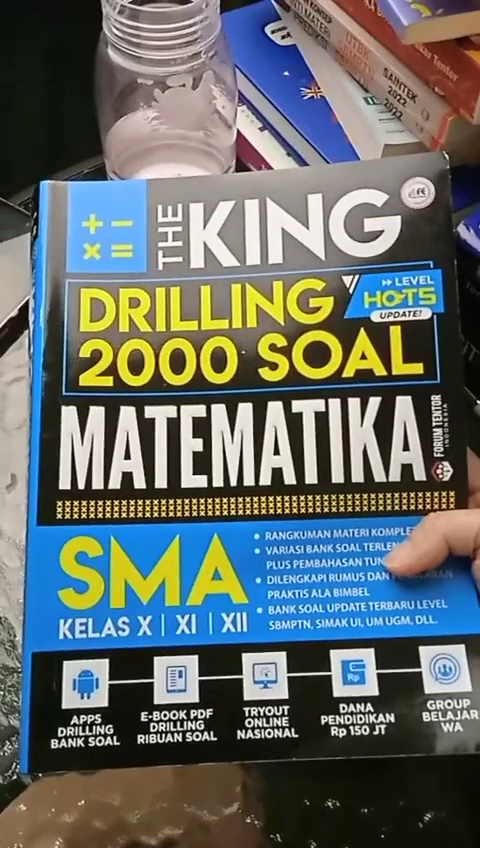 THE KING
DRILLING
2000 SOAL
LEVEL
HOTS
UPDATE!
MATEMATIKA
FORUM TENTOR
INDONESIA
SMA
KELAS X | XI | XII
• RANGKUMAN MATERI
• VARIASI BANK SOAL
PLUS PEMBAHASAN
• DILENGKAPI RUMUS DAN
PRAKTIS ALA BIMBEL
• BANK SOAL UPDATE TERBARU LEVEL
SBMPTN, SIMAK UI, UM UGM, DLL.
APPS
DRILLING
BANK SOAL
E-BOOK PDF
DRILLING
RIBUAN SOAL
TRYOUT
ONLINE
NASIONAL
Rp
DANA
PENDIDIKAN
Rp 150 JT
GROUP
BELAJAR
WA
SAINTEK
2022
2022